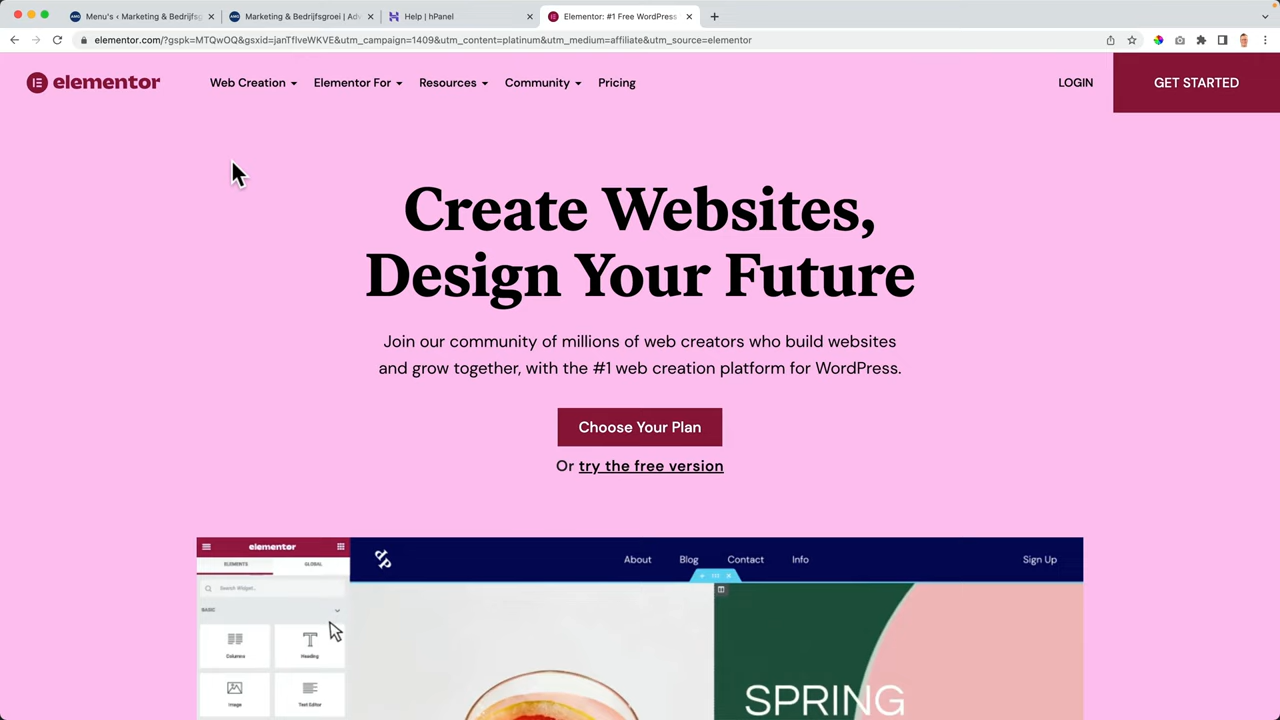 Menu's ‹ Marketing & Bedrijfsg
Marketing & Bedrijfsgroei | Adv
Help | hPanel
Elementor: #1 Free WordPress
elementor.com/?gspk=MTQwOQ&gsxid=janTflveWKVE&utm_campaign=1409&utm_content=platinum&utm_medium=affiliate&utm_source=elementor
elementor
Web Creation
Elementor For
Resources
Community
Pricing
LOGIN
GET STARTED
Create Websites,
Design Your Future
Join our community of millions of web creators who build websites
and grow together, with the #1 web creation platform for WordPress.
Choose Your Plan
Or try the free version
elementor
ELEMENTS
GLOBAL
Search Widget...
BASIC
Columns
Heading
Image
Text Editor
About
Blog
Contact
Info
Sign Up
SPRING